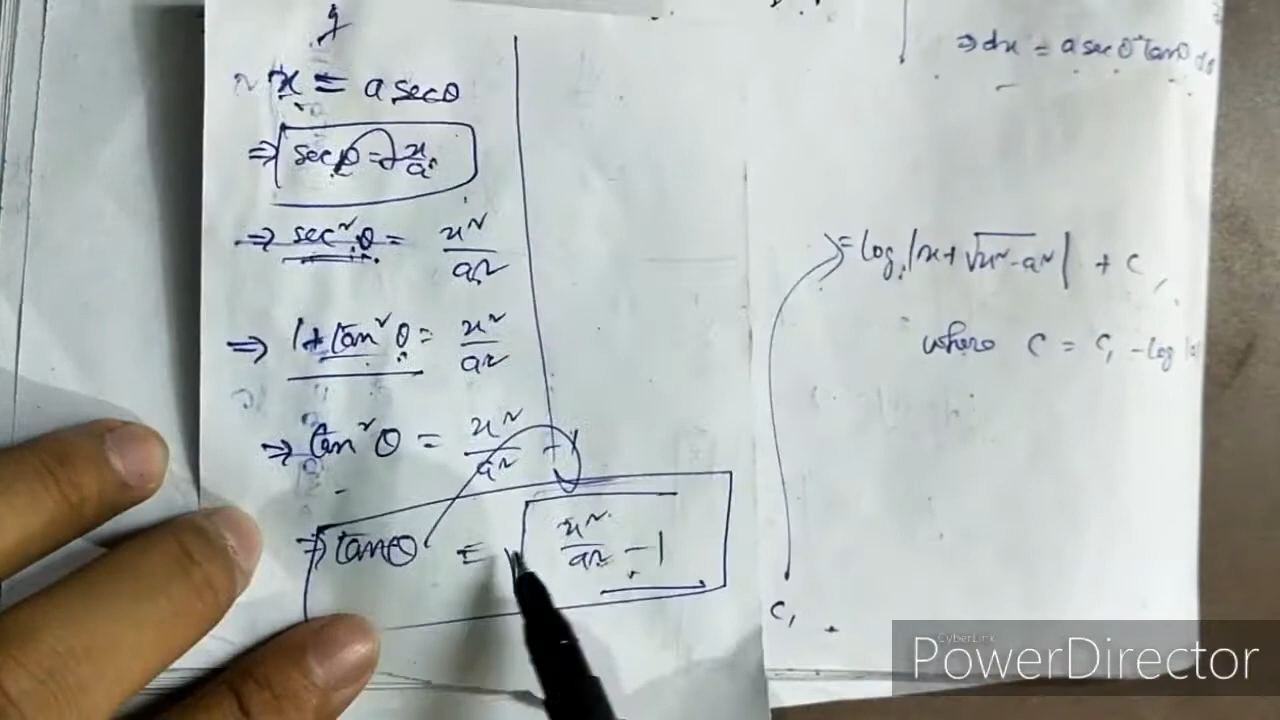 x = a secθ
⇒ secθ = x/a
⇒ sec²θ = x²/a²
⇒ 1 + tan²θ = x²/a²
⇒ tan²θ = x²/a² - 1
⇒ tanθ = √(x²/a² - 1)
⇒ dx = a secθ tanθ dθ
= log |x + √(x² - a²)| + c
where c = c₁ - log |a|
c₁
CyberLink
PowerDirector